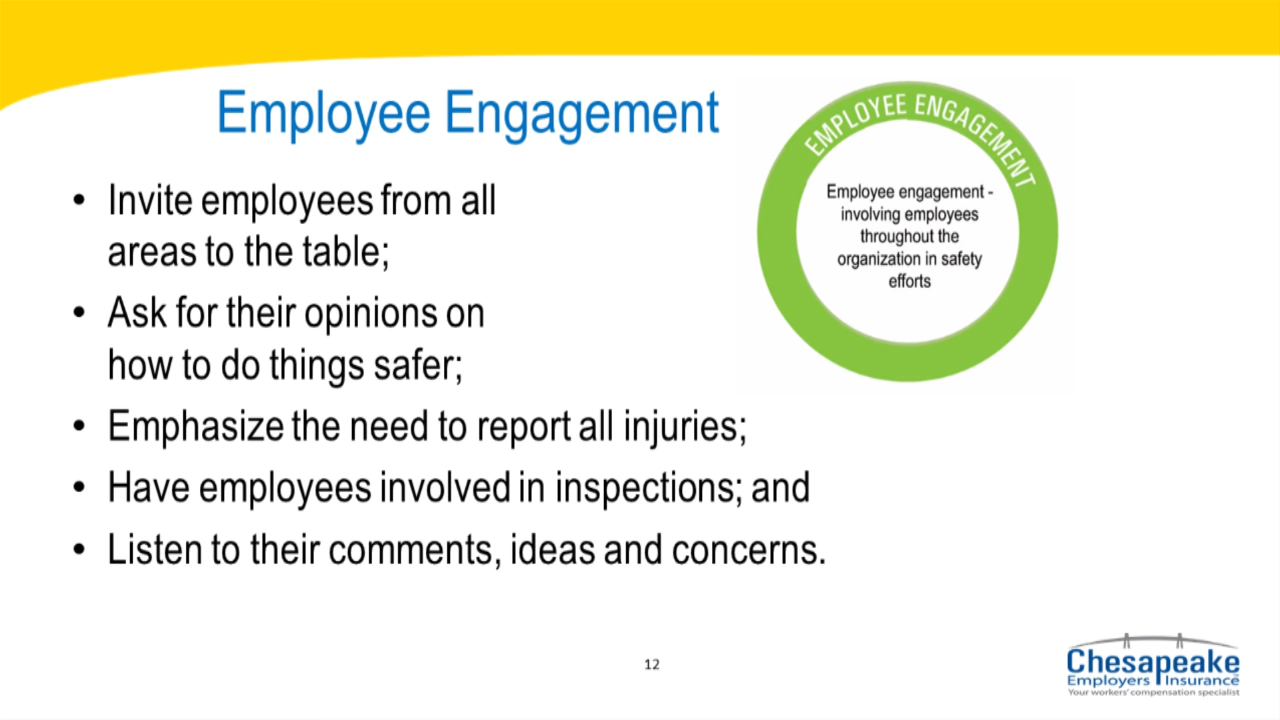 Employee Engagement
EMPLOYEE ENGAGEMENT
Employee engagement -
involving employees
throughout the
organization in safety
efforts
• Invite employees from all
areas to the table;
• Ask for their opinions on
how to do things safer;
• Emphasize the need to report all injuries;
• Have employees involved in inspections; and
• Listen to their comments, ideas and concerns.
12
Chesapeake
Employers Insurance
Your workers' compensation specialist